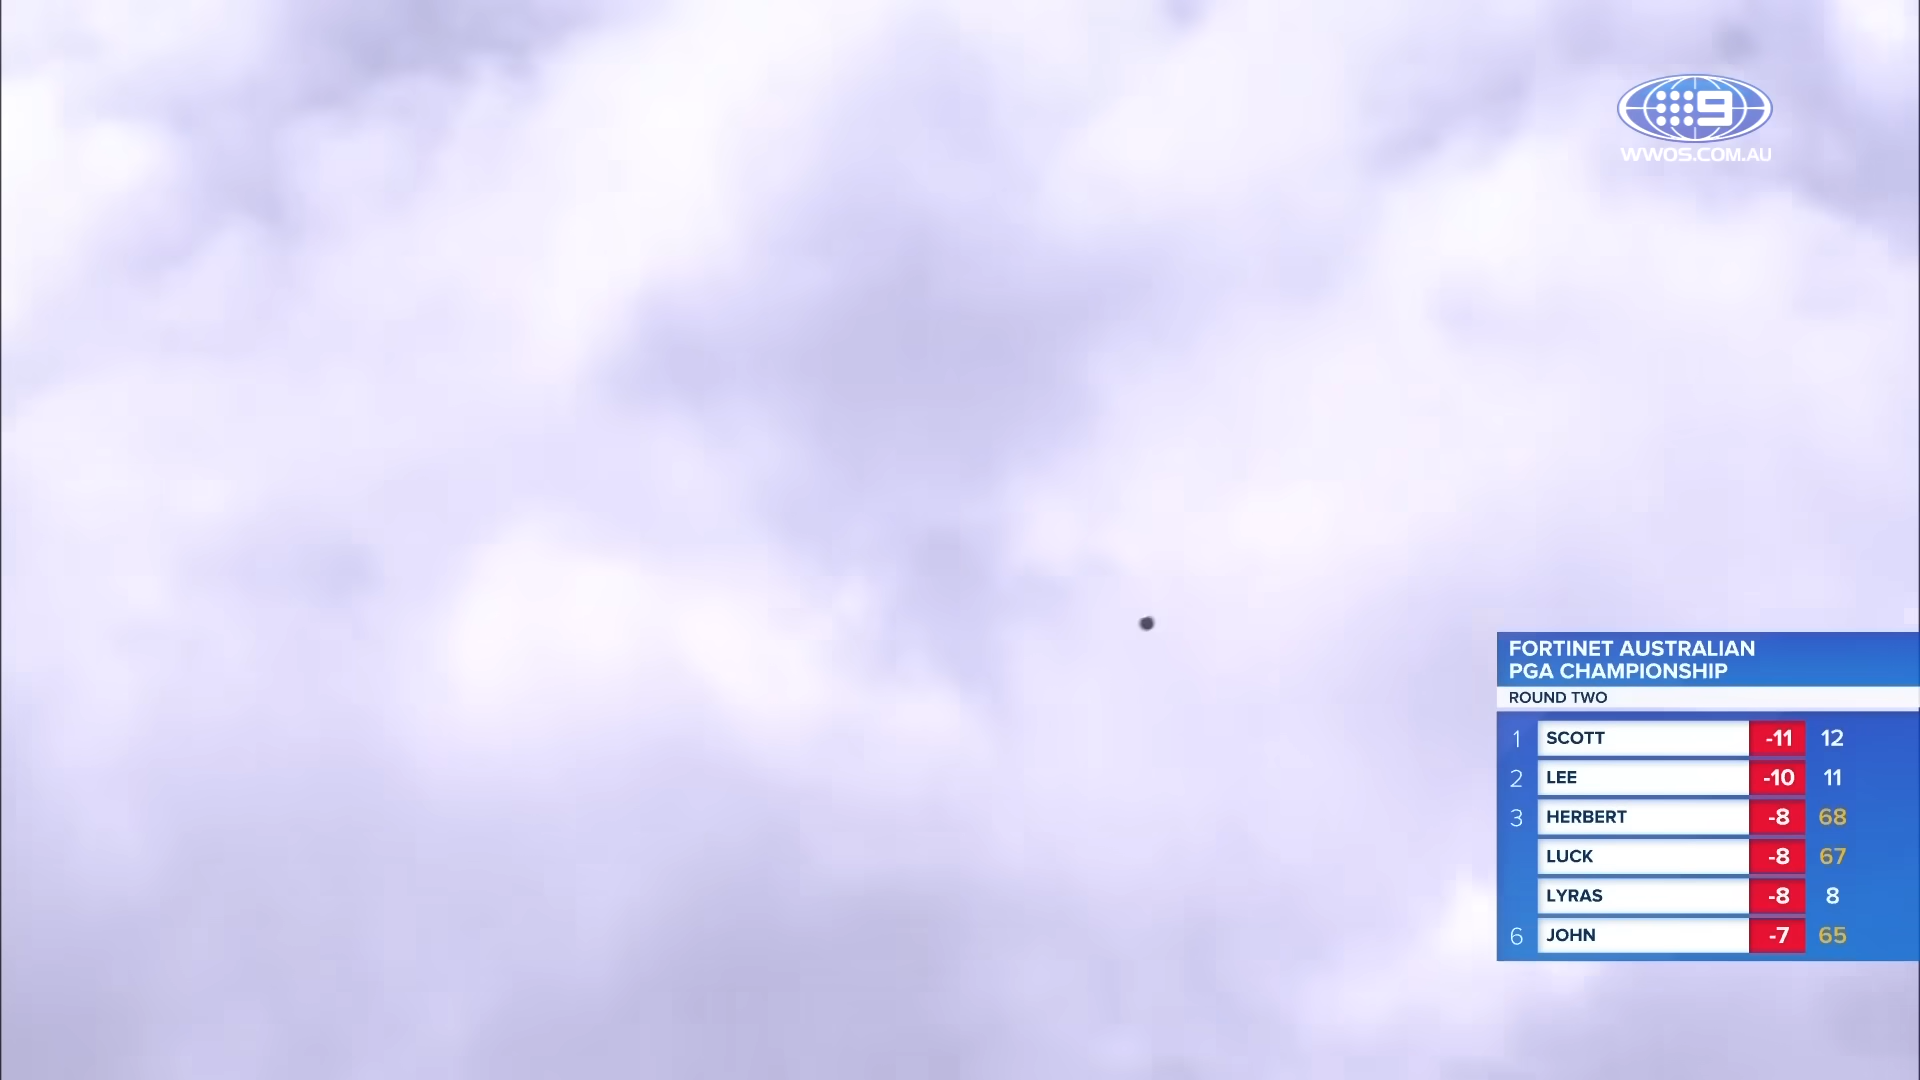 9
WWOS.COM.AU
FORTINET AUSTRALIAN
PGA CHAMPIONSHIP
ROUND TWO
1 SCOTT -11 12
2 LEE -10 11
3 HERBERT -8 68
LUCK -8 67
LYRAS -8 8
6 JOHN -7 65